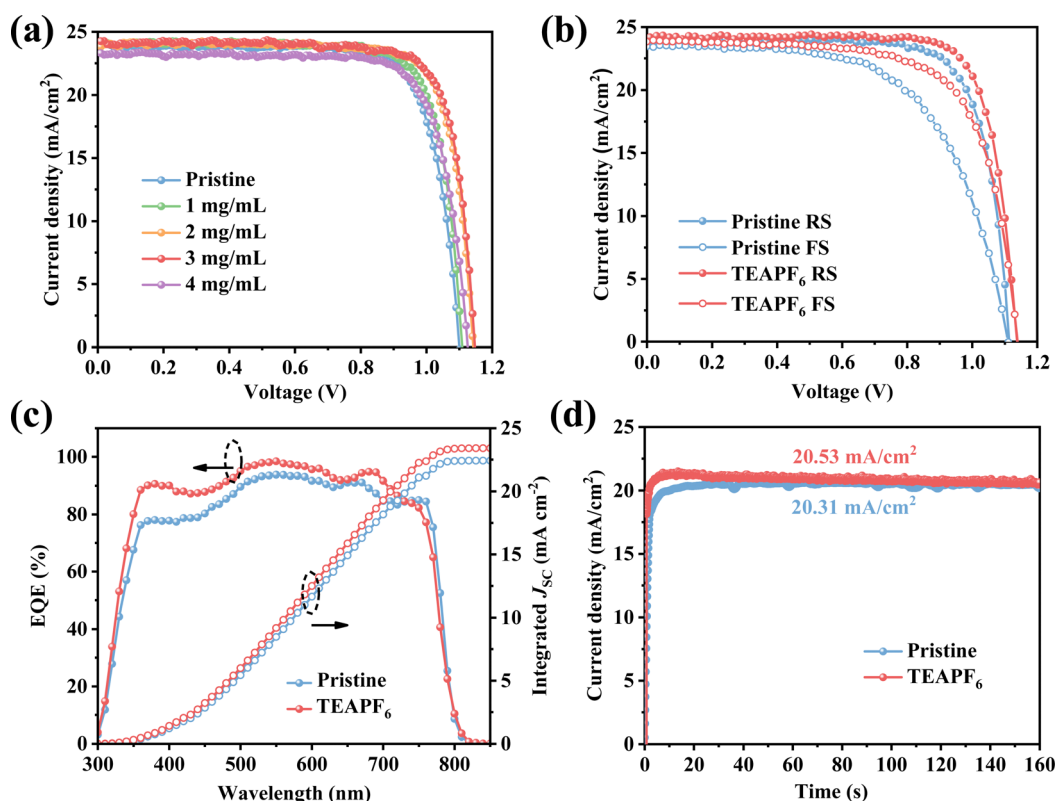 (a)
25
20
15
10
5
0
Current density (mA/cm²)
Pristine
1 mg/mL
2 mg/mL
3 mg/mL
4 mg/mL
0.0 0.2 0.4 0.6 0.8 1.0 1.2
Voltage (V)
(b)
25
20
15
10
5
0
Current density (mA/cm²)
Pristine RS
Pristine FS
TEAPF₆ RS
TEAPF₆ FS
0.0 0.2 0.4 0.6 0.8 1.0 1.2
Voltage (V)
(c)
100
80
60
40
20
0
EQE (%)
24
20
15
10
5
0
Integrated J_SC (mA cm⁻²)
Pristine
TEAPF₆
300 400 500 600 700 800
Wavelength (nm)
(d)
25
20
15
10
5
0
Current density (mA/cm²)
20.53 mA/cm²
20.31 mA/cm²
Pristine
TEAPF₆
0 20 40 60 80 100 120 140 160
Time (s)